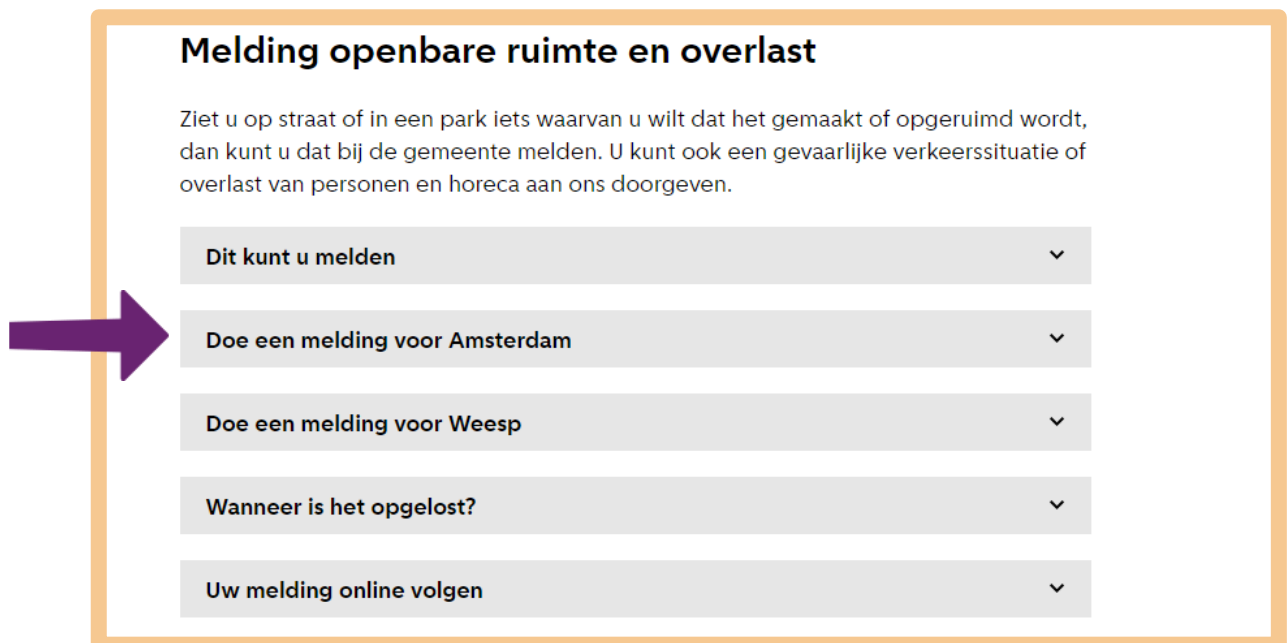 Melding openbare ruimte en overlast
Ziet u op straat of in een park iets waarvan u wilt dat het gemaakt of opgeruimd wordt,
dan kunt u dat bij de gemeente melden. U kunt ook een gevaarlijke verkeerssituatie of
overlast van personen en horeca aan ons doorgeven.
Dit kunt u melden
Doe een melding voor Amsterdam
Doe een melding voor Weesp
Wanneer is het opgelost?
Uw melding online volgen